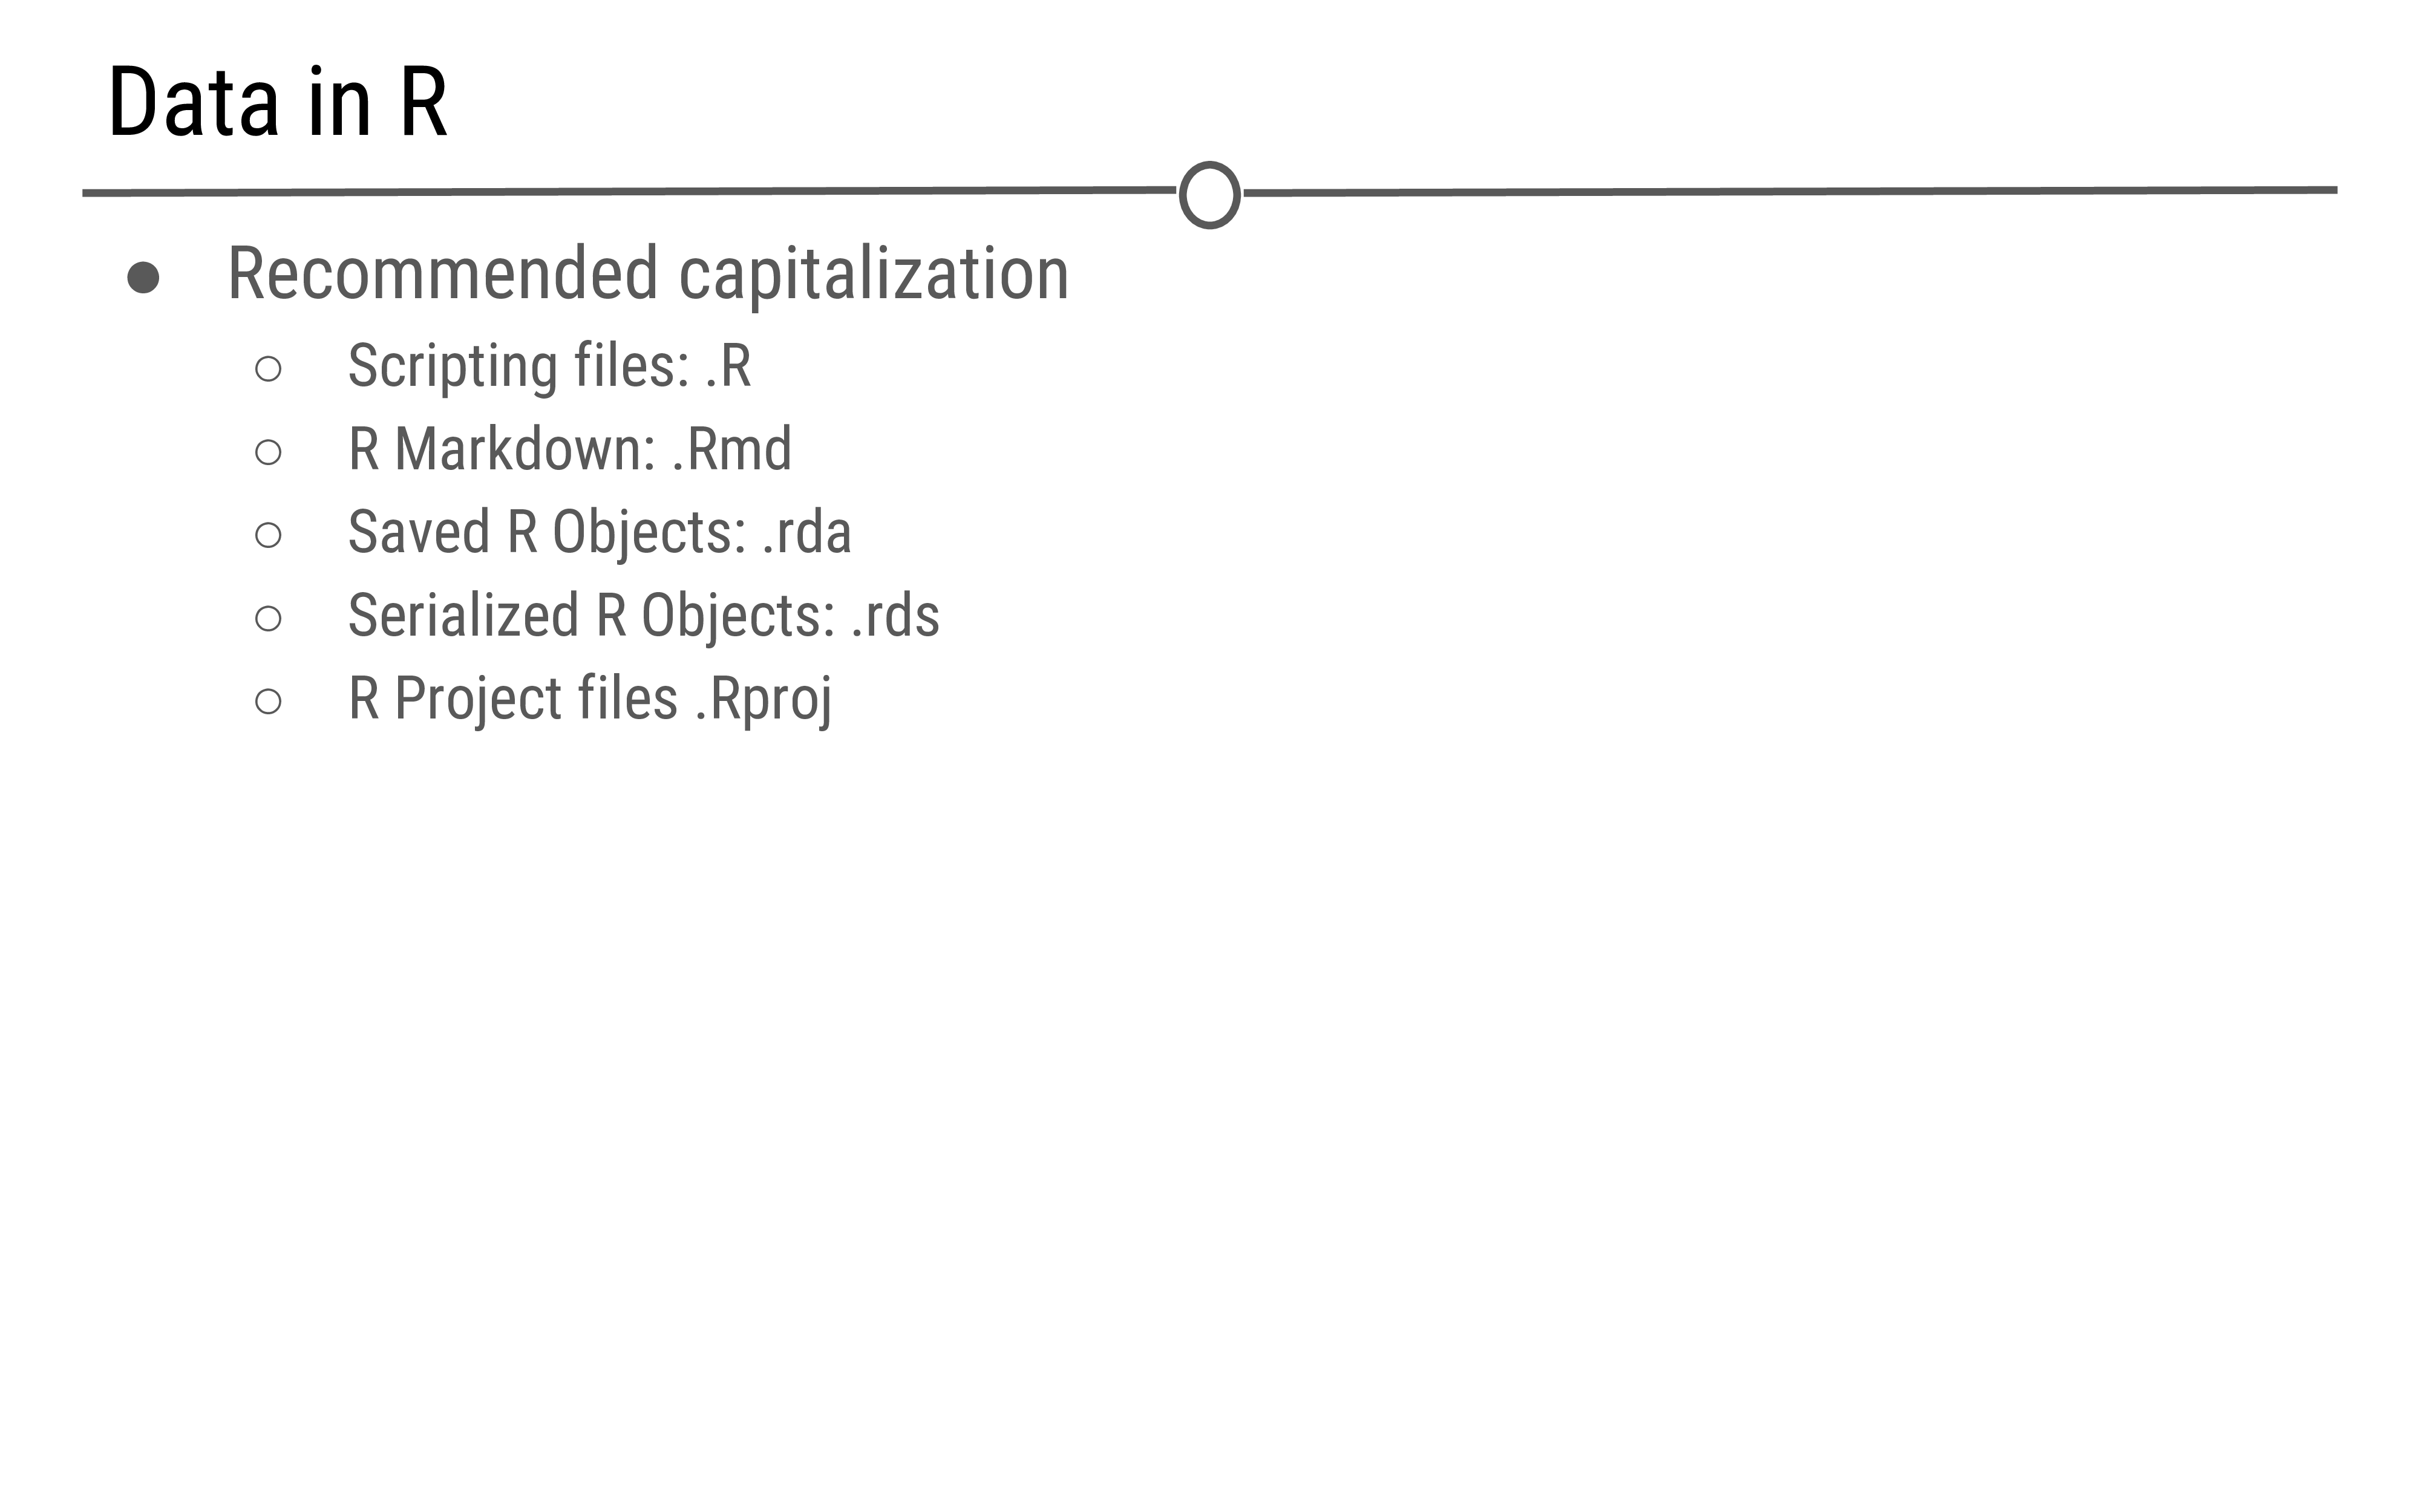 Data in R
● Recommended capitalization
○ Scripting files: .R
○ R Markdown: .Rmd
○ Saved R Objects: .rda
○ Serialized R Objects: .rds
○ R Project files .Rproj